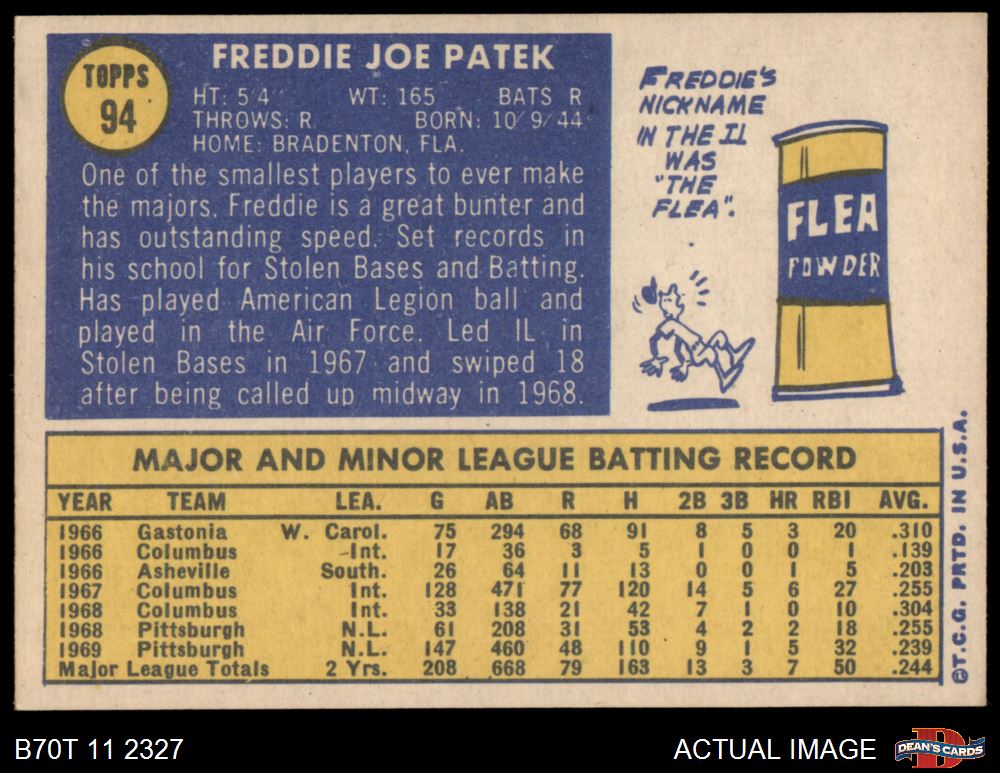 TOPPS
94
FREDDIE JOE PATEK
HT: 5'4" WT: 165 BATS R
THROWS: R BORN: 10/9/44
HOME: BRADENTON, FLA.
One of the smallest players to ever make
the majors, Freddie is a great bunter and
has outstanding speed. Set records in
his school for Stolen Bases and Batting.
Has played American Legion ball and
played in the Air Force. Led IL in
Stolen Bases in 1967 and swiped 18
after being called up midway in 1968.
FREDDIE'S
NICKNAME
IN THE IL
WAS
"THE
FLEA".
FLEA
POWDER
MAJOR AND MINOR LEAGUE BATTING RECORD
YEAR TEAM LEA. G AB R H 2B 3B HR RBI AVG.
1966 Gastonia W. Carol. 75 294 68 91 8 5 3 20 .310
1966 Columbus Int. 17 36 3 5 1 0 0 1 .139
1966 Asheville South. 26 64 11 13 0 0 1 5 .203
1967 Columbus Int. 128 471 77 120 14 5 6 27 .255
1968 Columbus Int. 33 138 21 42 7 1 0 10 .304
1968 Pittsburgh N.L. 61 208 31 53 4 2 2 18 .255
1969 Pittsburgh N.L. 147 460 48 110 9 1 5 32 .239
Major League Totals 2 Yrs. 208 668 79 163 13 3 7 50 .244
©T.C.G. PRTD. IN U.S.A.
B70T 11 2327
ACTUAL IMAGE
D
DEAN'S CARDS